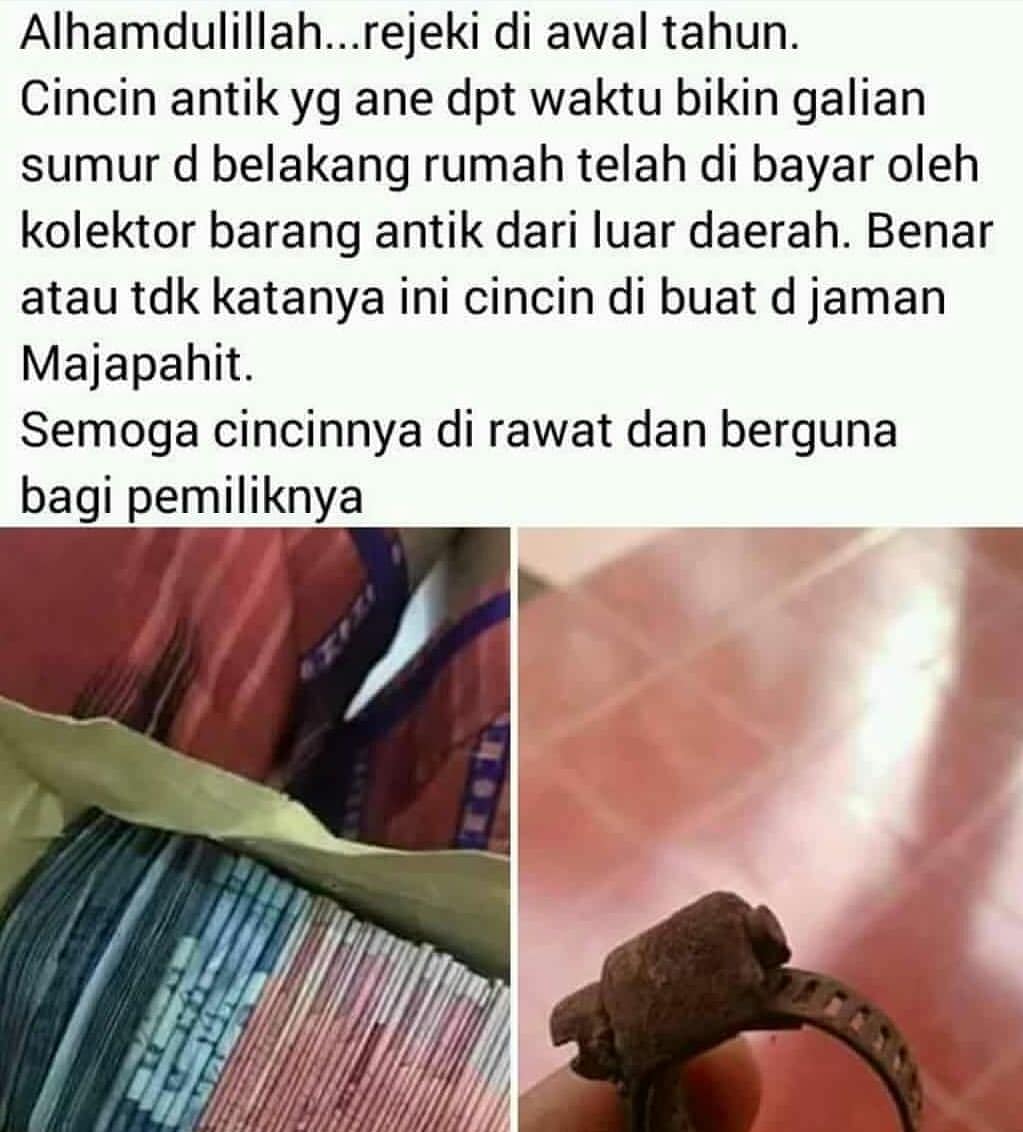 Alhamdulillah...rejeki di awal tahun.
Cincin antik yg ane dpt waktu bikin galian
sumur d belakang rumah telah di bayar oleh
kolektor barang antik dari luar daerah. Benar
atau tdk katanya ini cincin di buat d jaman
Majapahit.
Semoga cincinnya di rawat dan berguna
bagi pemiliknya